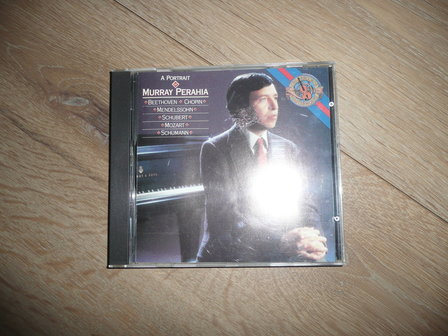 A PORTRAIT
MURRAY PERAHIA
BEETHOVEN CHOPIN
MENDELSSOHN
SCHUBERT
MOZART
SCHUMANN